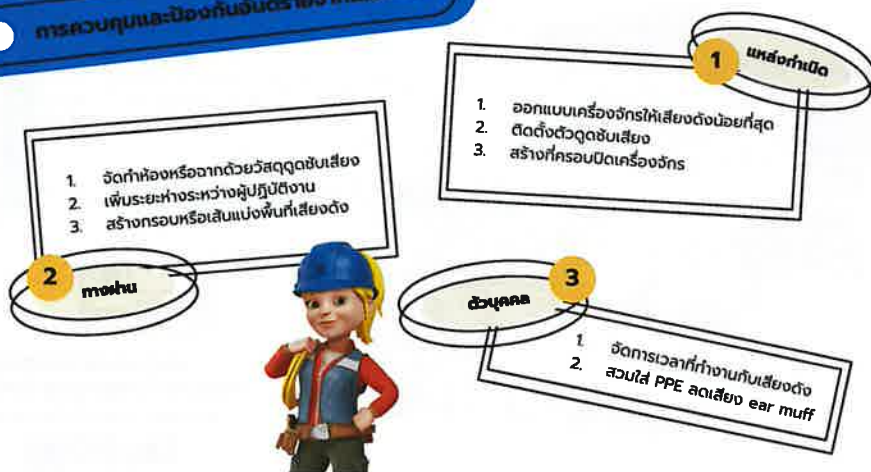 การควบคุมและป้องกันอันตรายจาก
1
แหล่งกำเนิด
1. ออกแบบเครื่องจักรให้เสียงดังน้อยที่สุด
2. ติดตั้งตัวดูดซับเสียง
3. สร้างที่ครอบปิดเครื่องจักร
1. จัดทำห้องหรือฉากด้วยวัสดุดูดซับเสียง
2. เพิ่มระยะห่างระหว่างผู้ปฏิบัติงาน
3. สร้างกรอบหรือเส้นแบ่งพื้นที่เสียงดัง
2
ทางผ่าน
3
ตัวบุคคล
1. จัดการเวลาที่ทำงานกับเสียงดัง
2. สวมใส่ PPE ลดเสียง ear muff